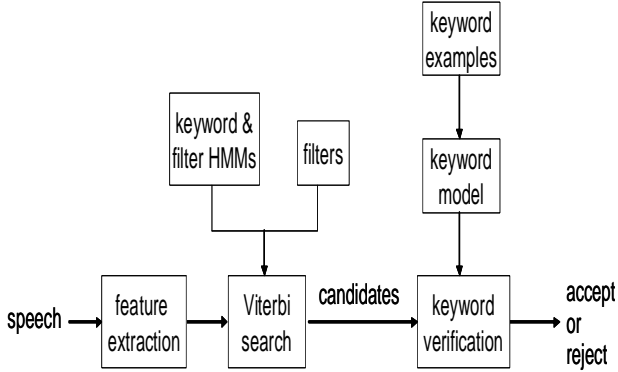 keyword
examples
keyword &
filter HMMs
filters
keyword
model
speech
feature
extraction
Viterbi
search
candidates
keyword
verification
accept
or
reject